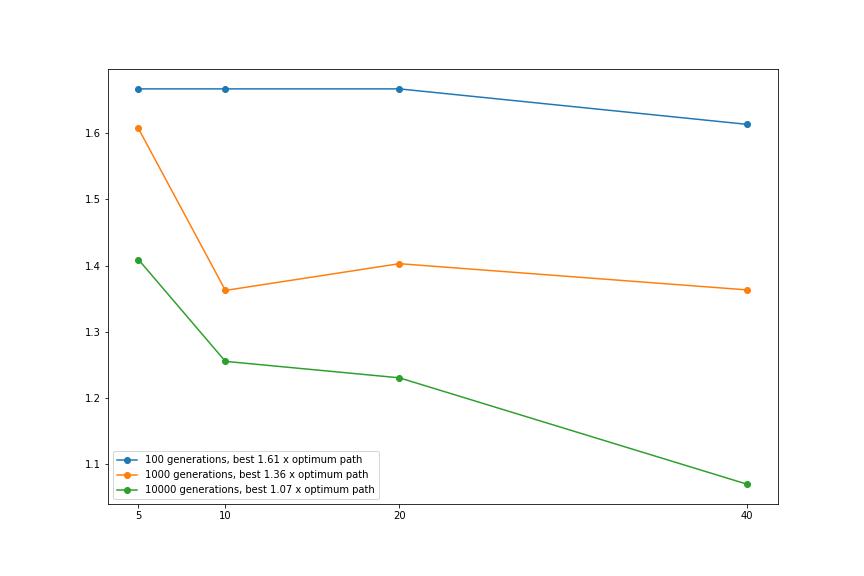 1.6
1.5
1.4
1.3
1.2
1.1
100 generations, best 1.61 x optimum path
1000 generations, best 1.36 x optimum path
10000 generations, best 1.07 x optimum path
5 10 20 40